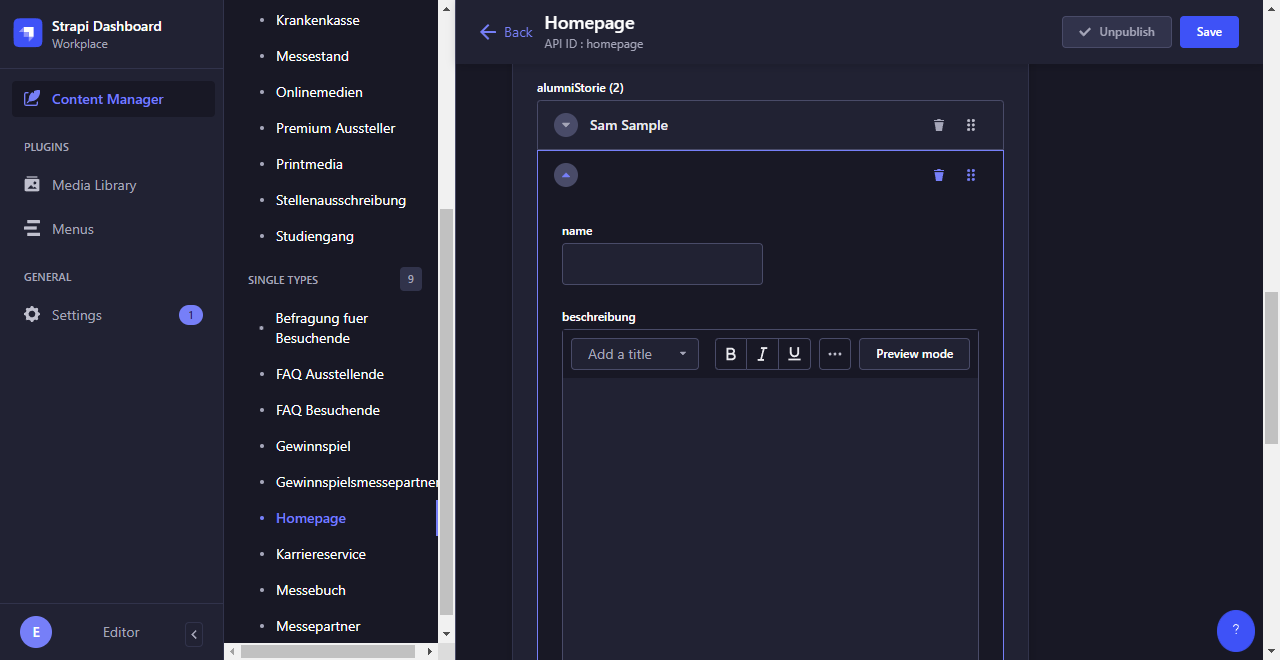 Strapi Dashboard
Workplace
Content Manager
PLUGINS
Media Library
Menus
GENERAL
Settings
1
E
Editor
Krankenkasse
Messestand
Onlinemedien
Premium Aussteller
Printmedia
Stellenausschreibung
Studiengang
SINGLE TYPES
9
Befragung fuer
Besuchende
FAQ Ausstellende
FAQ Besuchende
Gewinnspiel
Gewinnspielsmessepartner
Homepage
Karriereservice
Messebuch
Messepartner
Back
Homepage
API ID : homepage
Unpublish
Save
alumniStorie (2)
Sam Sample
name
beschreibung
Add a title
B I U
Preview mode
?